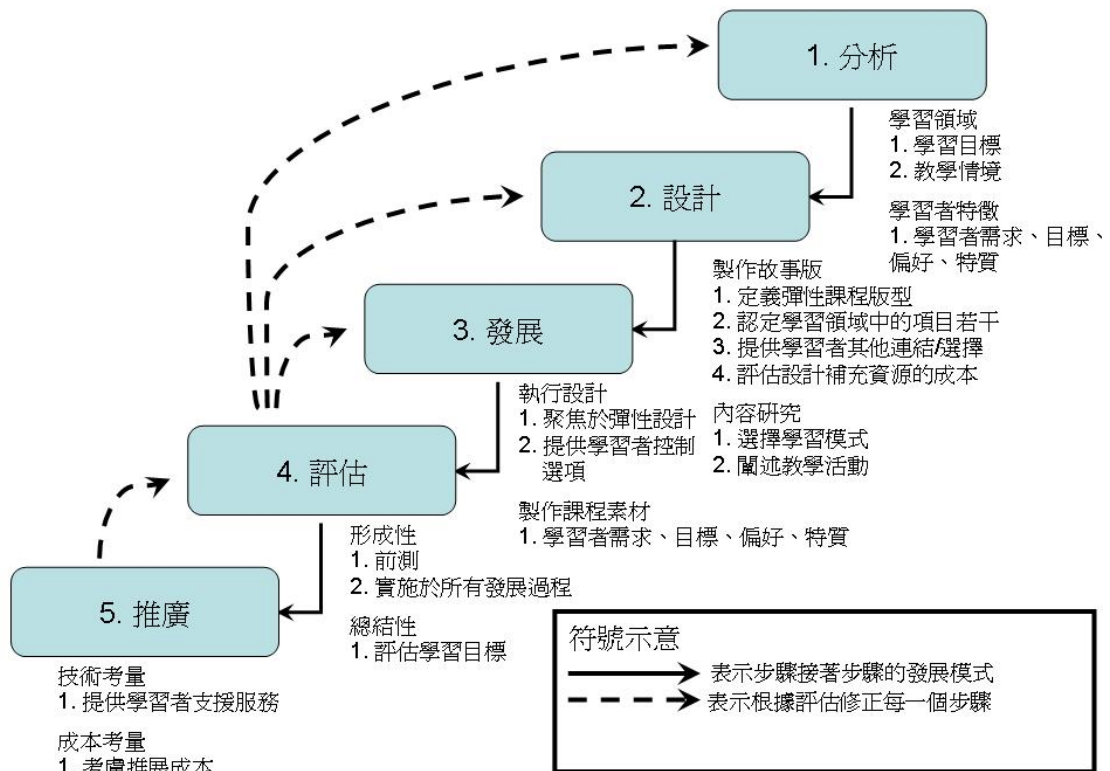 1. 分析
學習領域
1. 學習目標
2. 教學情境
學習者特徵
1. 學習者需求、目標、
偏好、特質
2. 設計
製作故事版
1. 定義彈性課程版型
2. 認定學習領域中的項目若干
3. 提供學習者其他連結/選擇
4. 評估設計補充資源的成本
內容研究
1. 選擇學習模式
2. 闡述教學活動
3. 發展
執行設計
1. 聚焦於彈性設計
2. 提供學習者控制
選項
製作課程素材
1. 學習者需求、目標、偏好、特質
4. 評估
形成性
1. 前測
2. 實施於所有發展過程
總結性
1. 評估學習目標
5. 推廣
技術考量
1. 提供學習者支援服務
成本考量
1. 考慮推展成本
符號示意
表示步驟接著步驟的發展模式
表示根據評估修正每一個步驟